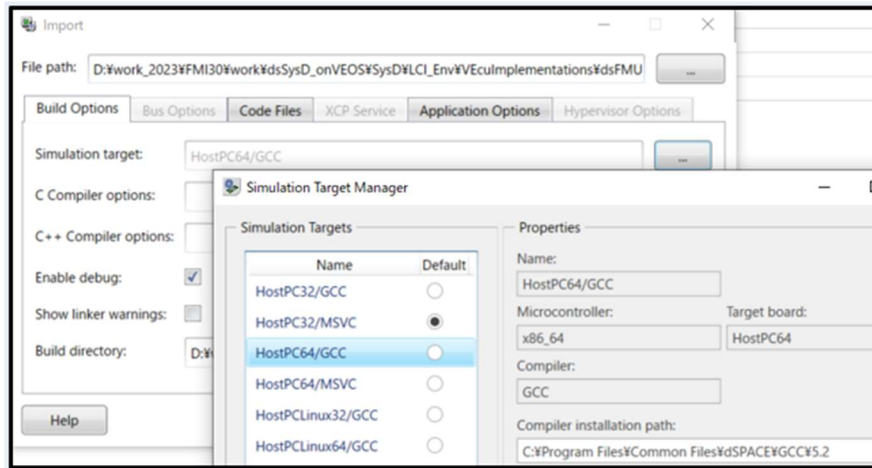 Import
File path: D:¥work_2023¥FMI30¥work¥dsSysD_onVEOS¥SysD¥LCI_Env¥VEcuImplementations¥dsFMU ...
Build Options Bus Options Code Files XCP Service Application Options Hypervisor Options
Simulation target: HostPC64/GCC ...
C Compiler options:
C++ Compiler options:
Enable debug:
Show linker warnings:
Build directory: D:¥
Help
Simulation Target Manager
Simulation Targets
Name Default
HostPC32/GCC
HostPC32/MSVC
HostPC64/GCC
HostPC64/MSVC
HostPCLinux32/GCC
HostPCLinux64/GCC
Properties
Name:
HostPC64/GCC
Microcontroller: Target board:
x86_64 HostPC64
Compiler:
GCC
Compiler installation path:
C:¥Program Files¥Common Files¥dSPACE¥GCC¥5.2